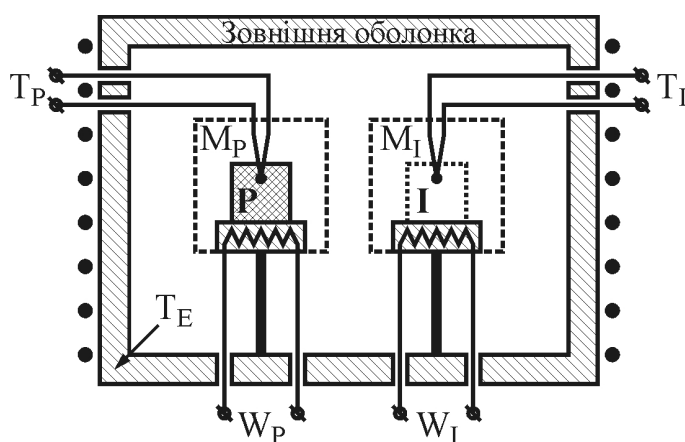 Зовнішня оболонка
T_P
T_I
M_P
M_I
P
I
T_E
W_P
W_I